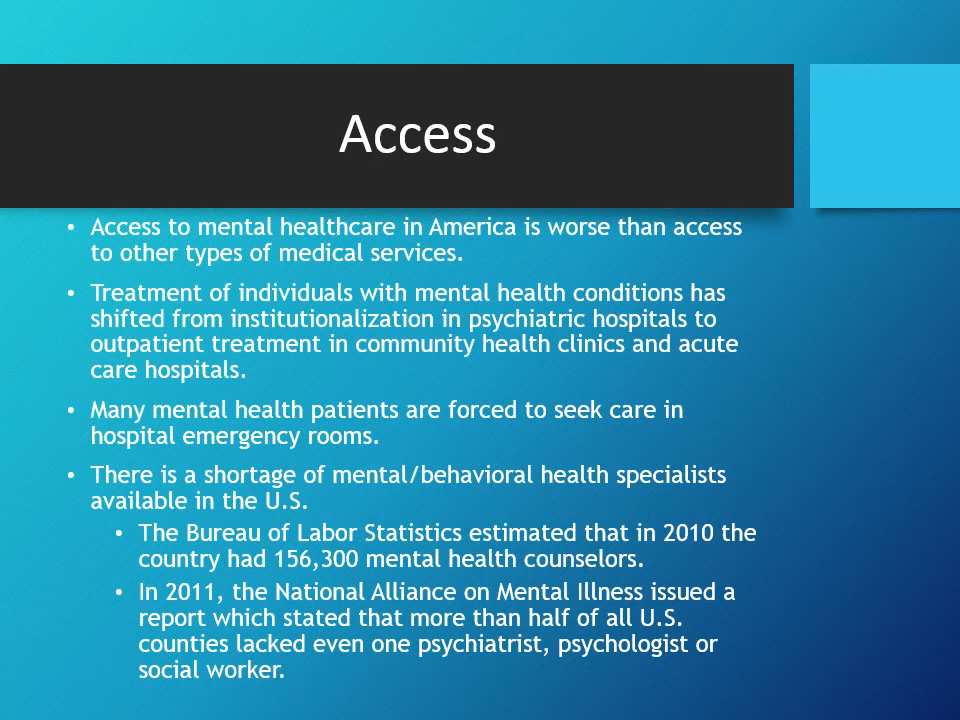 Access
• Access to mental healthcare in America is worse than access
to other types of medical services.
• Treatment of individuals with mental health conditions has
shifted from institutionalization in psychiatric hospitals to
outpatient treatment in community health clinics and acute
care hospitals.
• Many mental health patients are forced to seek care in
hospital emergency rooms.
• There is a shortage of mental/behavioral health specialists
available in the U.S.
• The Bureau of Labor Statistics estimated that in 2010 the
country had 156,300 mental health counselors.
• In 2011, the National Alliance on Mental Illness issued a
report which stated that more than half of all U.S.
counties lacked even one psychiatrist, psychologist or
social worker.